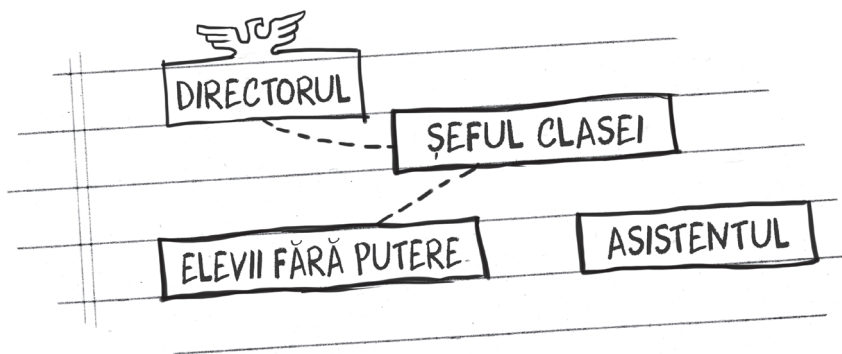 DIRECTORUL
ȘEFUL CLASEI
ELEVII FĂRĂ PUTERE
ASISTENTUL